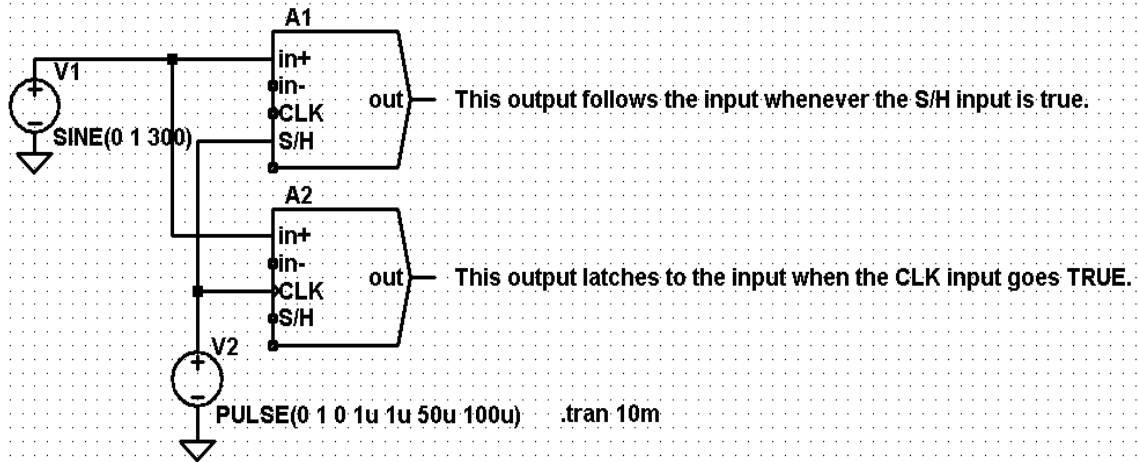 A1
V1
in+
in-
CLK
S/H
out
This output follows the input whenever the S/H input is true.
SINE(0 1 300)
A2
in+
in-
CLK
S/H
out
This output latches to the input when the CLK input goes TRUE.
V2
PULSE(0 1 0 1u 1u 50u 100u)
.tran 10m